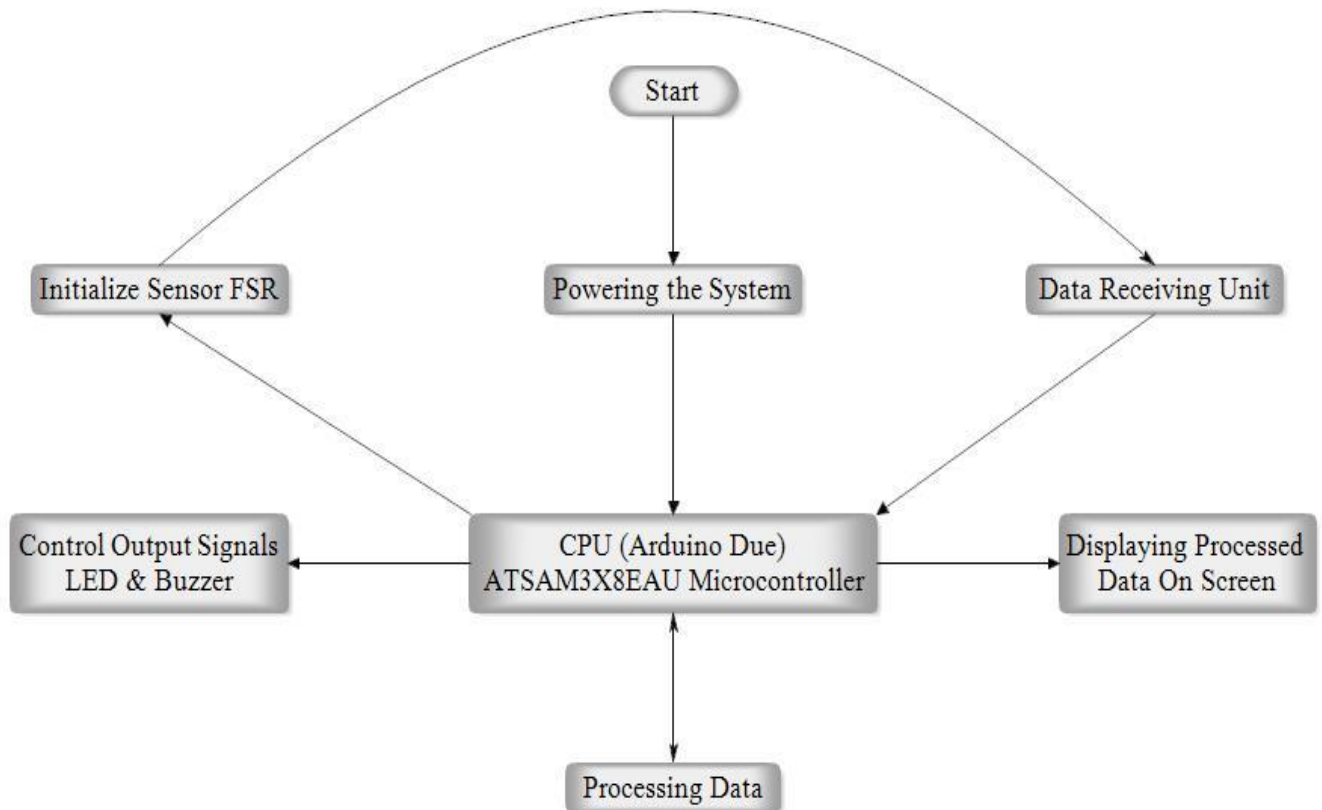 Start
Initialize Sensor FSR
Powering the System
Data Receiving Unit
Control Output Signals
LED & Buzzer
CPU (Arduino Due)
ATSAM3X8EAU Microcontroller
Displaying Processed
Data On Screen
Processing Data